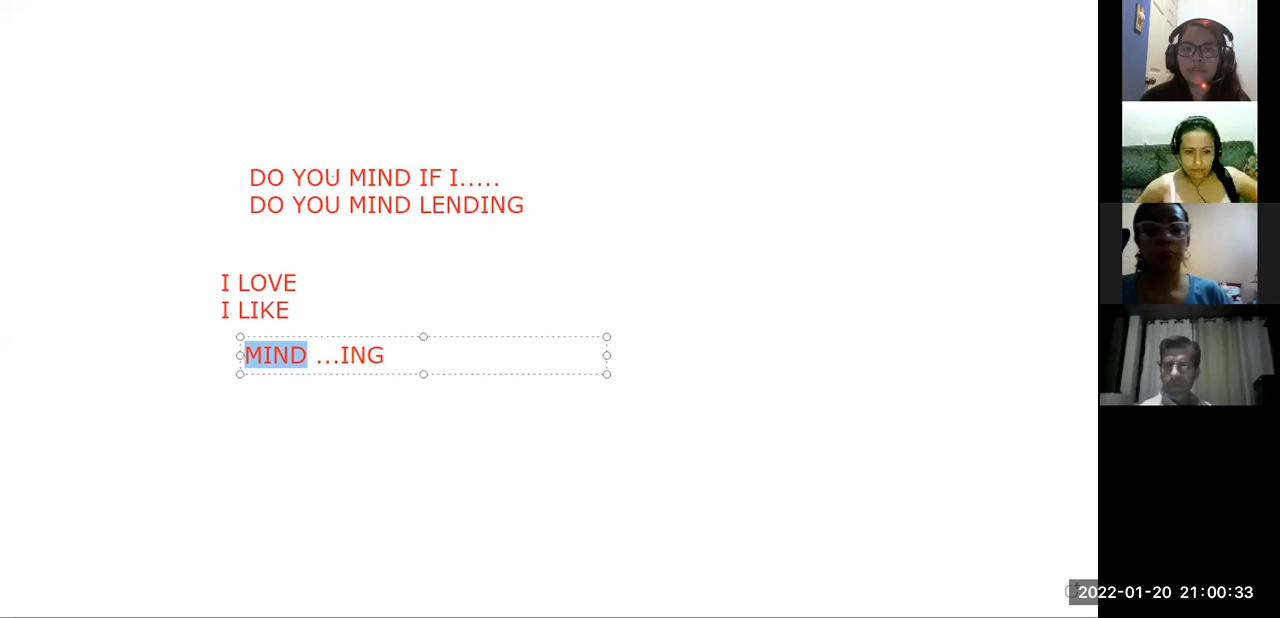 DO YOU MIND IF I.....
DO YOU MIND LENDING
I LOVE
I LIKE
MIND ...ING
2022-01-20 21:00:33